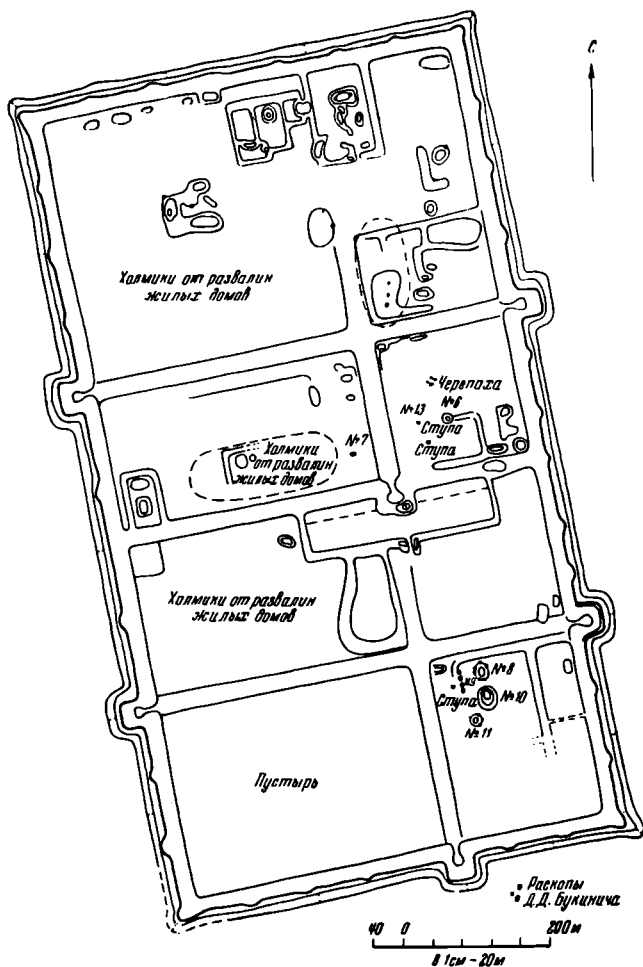 С
Холмики от развалин
жилых домов
Черепаха
№6
№13
Ступа
Ступа
№7
Холмики
от развалин
жилых домов
Холмики от развалин
жилых домов
№8
№9
Ступа
№10
№11
Пустырь
Раскопы
Д.Д. Букинича
40 0 200м
В 1см – 20м